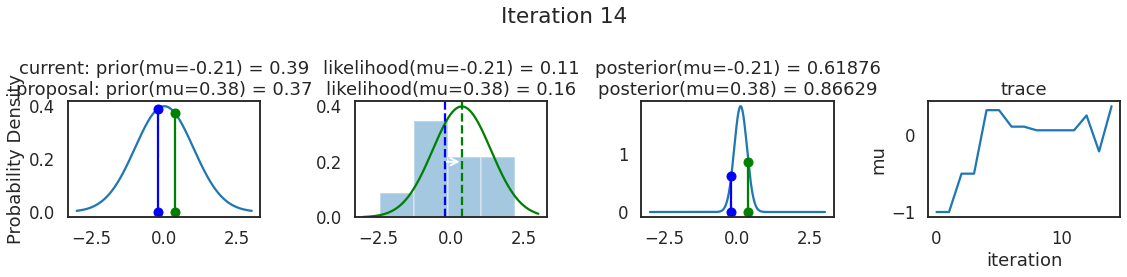 Iteration 14
current: prior(mu=-0.21) = 0.39
proposal: prior(mu=0.38) = 0.37
likelihood(mu=-0.21) = 0.11
likelihood(mu=0.38) = 0.16
posterior(mu=-0.21) = 0.61876
posterior(mu=0.38) = 0.86629
trace
Probability Density
0.4
0.2
0.0
−2.5 0.0 2.5
0.4
0.2
0.0
−2.5 0.0 2.5
1
0
−2.5 0.0 2.5
mu
0
−1
0 10
iteration